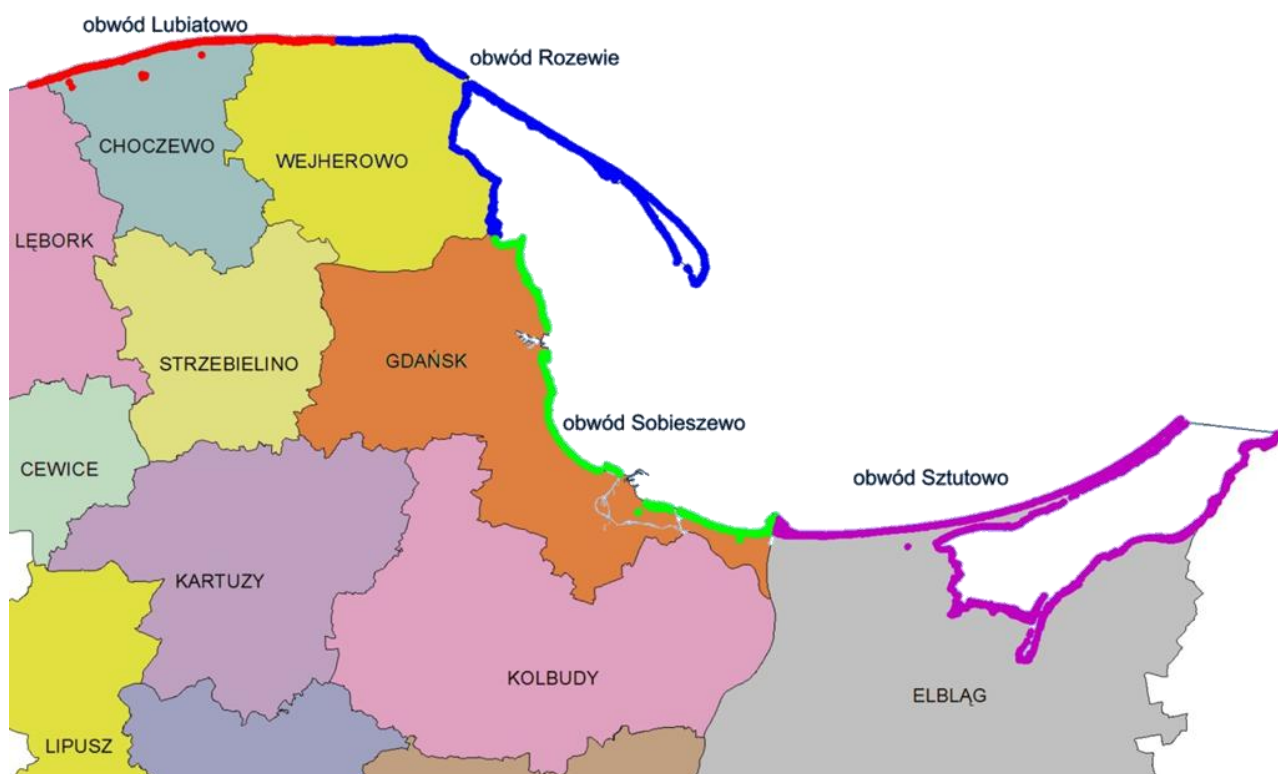 obwód Lubiatowo
obwód Rozewie
CHOCZEWO
WEJHEROWO
LĘBORK
STRZEBIELINO
GDAŃSK
obwód Sobieszewo
CEWICE
obwód Sztutowo
KARTUZY
KOLBUDY
ELBLĄG
LIPUSZ